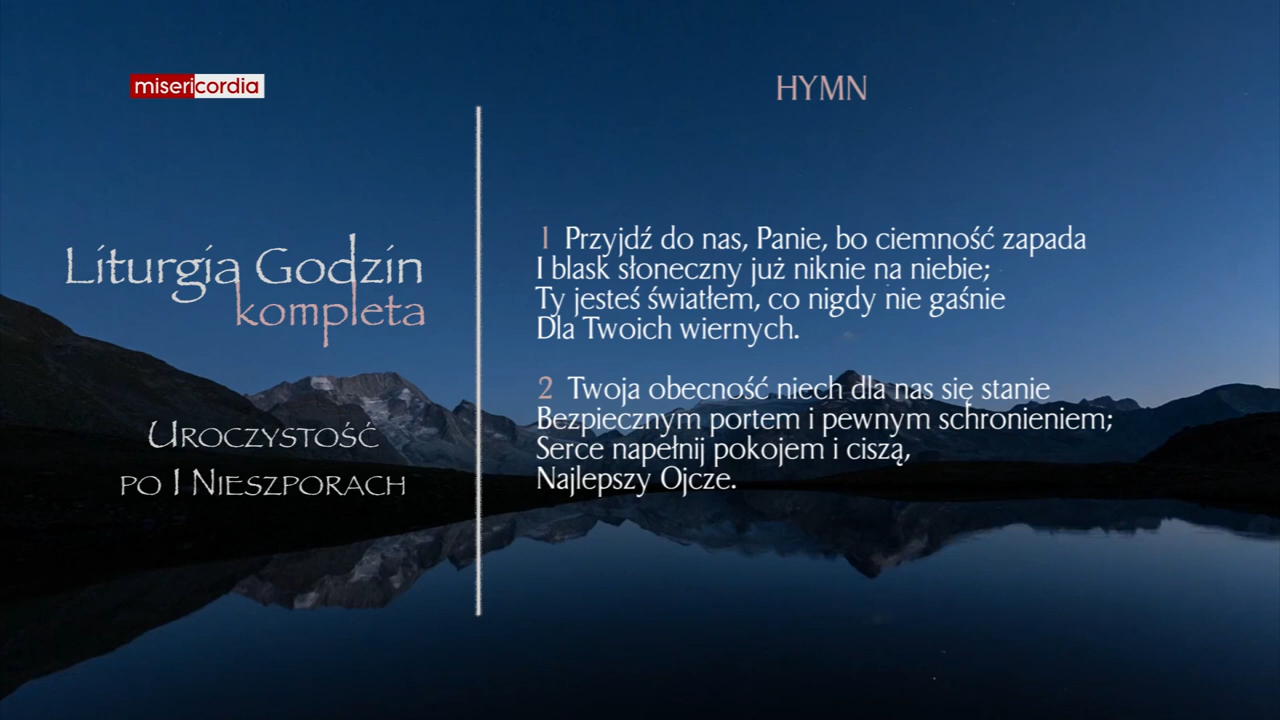 misericordia
Liturgia Godzin
kompleta
Uroczystość
po I Nieszporach
HYMN
1 Przyjdź do nas, Panie, bo ciemność zapada
I blask słoneczny już niknie na niebie;
Ty jesteś światłem, co nigdy nie gaśnie
Dla Twoich wiernych.
2 Twoja obecność niech dla nas się stanie
Bezpiecznym portem i pewnym schronieniem;
Serce napełnij pokojem i ciszą,
Najlepszy Ojcze.